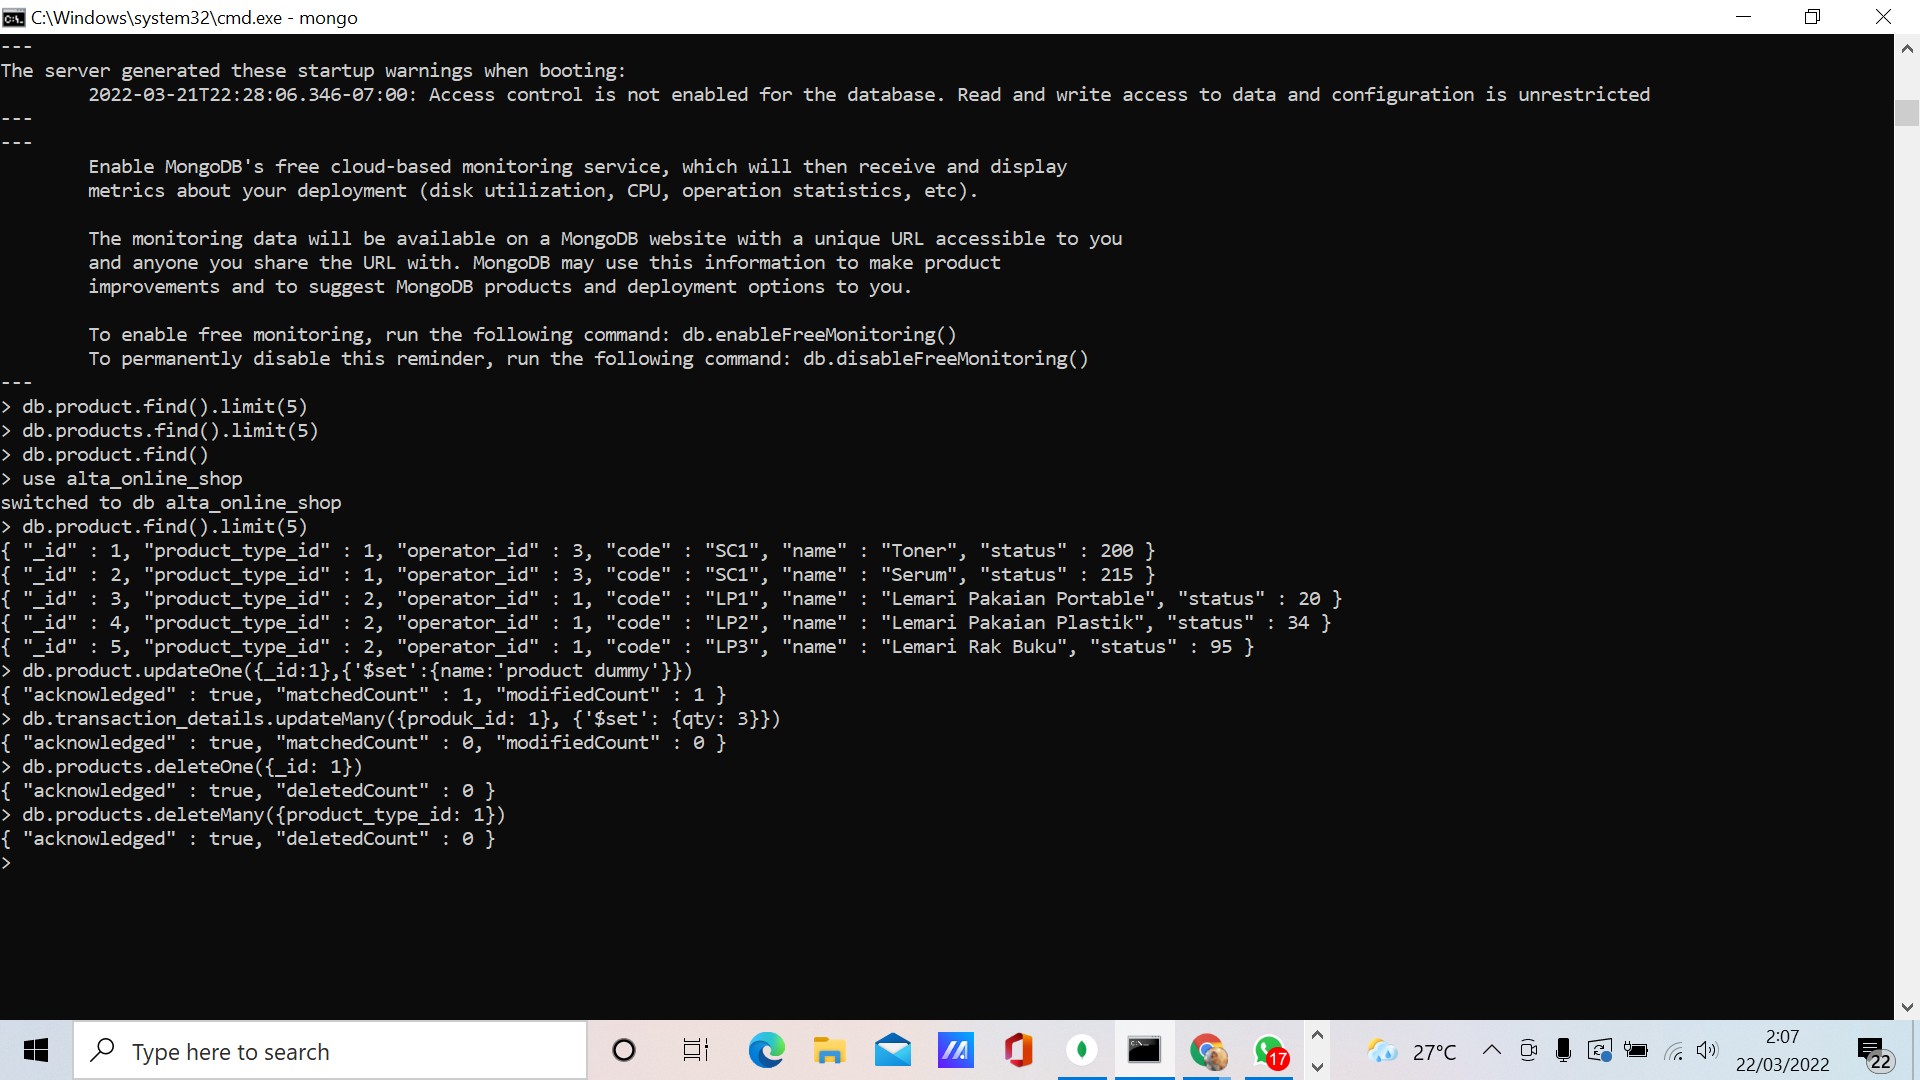 C:\Windows\system32\cmd.exe - mongo
---
The server generated these startup warnings when booting:
        2022-03-21T22:28:06.346-07:00: Access control is not enabled for the database. Read and write access to data and configuration is unrestricted
---
---
        Enable MongoDB's free cloud-based monitoring service, which will then receive and display
        metrics about your deployment (disk utilization, CPU, operation statistics, etc).

        The monitoring data will be available on a MongoDB website with a unique URL accessible to you
        and anyone you share the URL with. MongoDB may use this information to make product
        improvements and to suggest MongoDB products and deployment options to you.

        To enable free monitoring, run the following command: db.enableFreeMonitoring()
        To permanently disable this reminder, run the following command: db.disableFreeMonitoring()
---
> db.product.find().limit(5)
> db.products.find().limit(5)
> db.product.find()
> use alta_online_shop
switched to db alta_online_shop
> db.product.find().limit(5)
{ "_id" : 1, "product_type_id" : 1, "operator_id" : 3, "code" : "SC1", "name" : "Toner", "status" : 200 }
{ "_id" : 2, "product_type_id" : 1, "operator_id" : 3, "code" : "SC1", "name" : "Serum", "status" : 215 }
{ "_id" : 3, "product_type_id" : 2, "operator_id" : 1, "code" : "LP1", "name" : "Lemari Pakaian Portable", "status" : 20 }
{ "_id" : 4, "product_type_id" : 2, "operator_id" : 1, "code" : "LP2", "name" : "Lemari Pakaian Plastik", "status" : 34 }
{ "_id" : 5, "product_type_id" : 2, "operator_id" : 1, "code" : "LP3", "name" : "Lemari Rak Buku", "status" : 95 }
> db.product.updateOne({_id:1},{'$set':{name:'product dummy'}})
{ "acknowledged" : true, "matchedCount" : 1, "modifiedCount" : 1 }
> db.transaction_details.updateMany({produk_id: 1}, {'$set': {qty: 3}})
{ "acknowledged" : true, "matchedCount" : 0, "modifiedCount" : 0 }
> db.products.deleteOne({_id: 1})
{ "acknowledged" : true, "deletedCount" : 0 }
> db.products.deleteMany({product_type_id: 1})
{ "acknowledged" : true, "deletedCount" : 0 }
>
Type here to search
17
27°C
2:07
22/03/2022
22